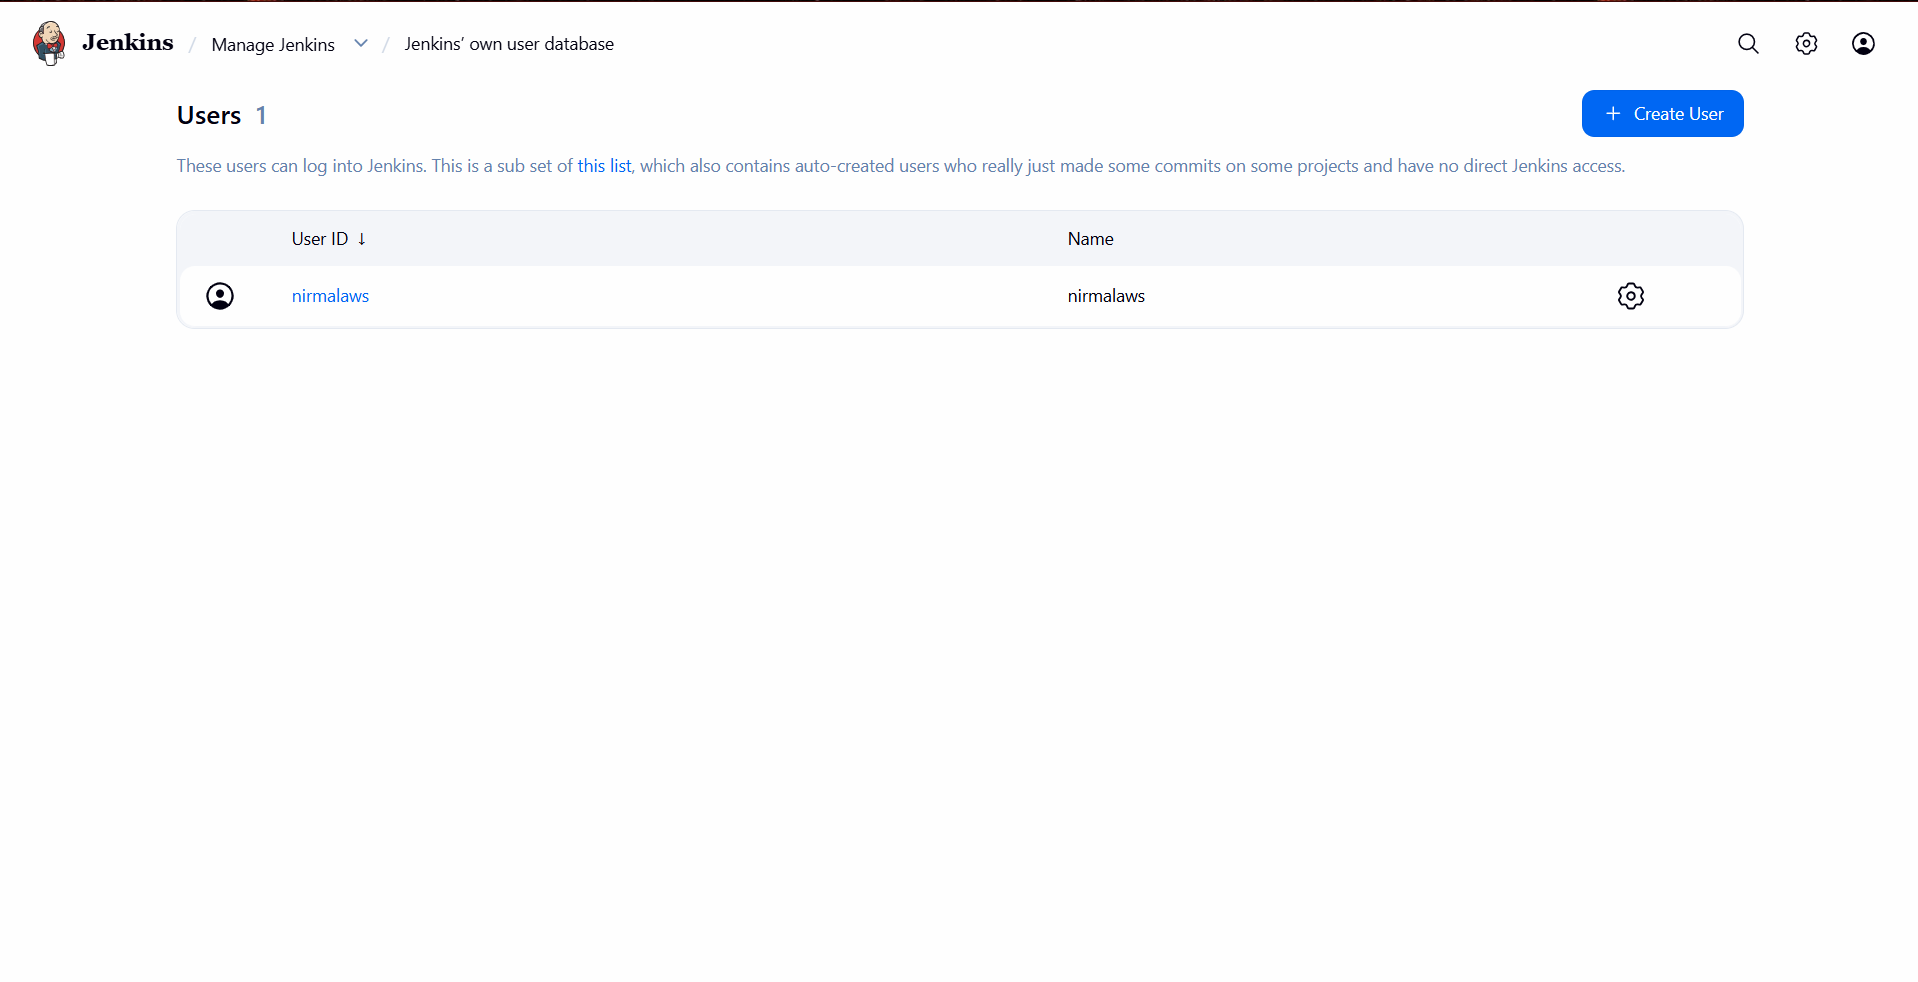 Jenkins / Manage Jenkins / Jenkins’ own user database
Users 1
+ Create User
These users can log into Jenkins. This is a sub set of this list, which also contains auto-created users who really just made some commits on some projects and have no direct Jenkins access.
User ID ↓ Name
nirmalaws nirmalaws